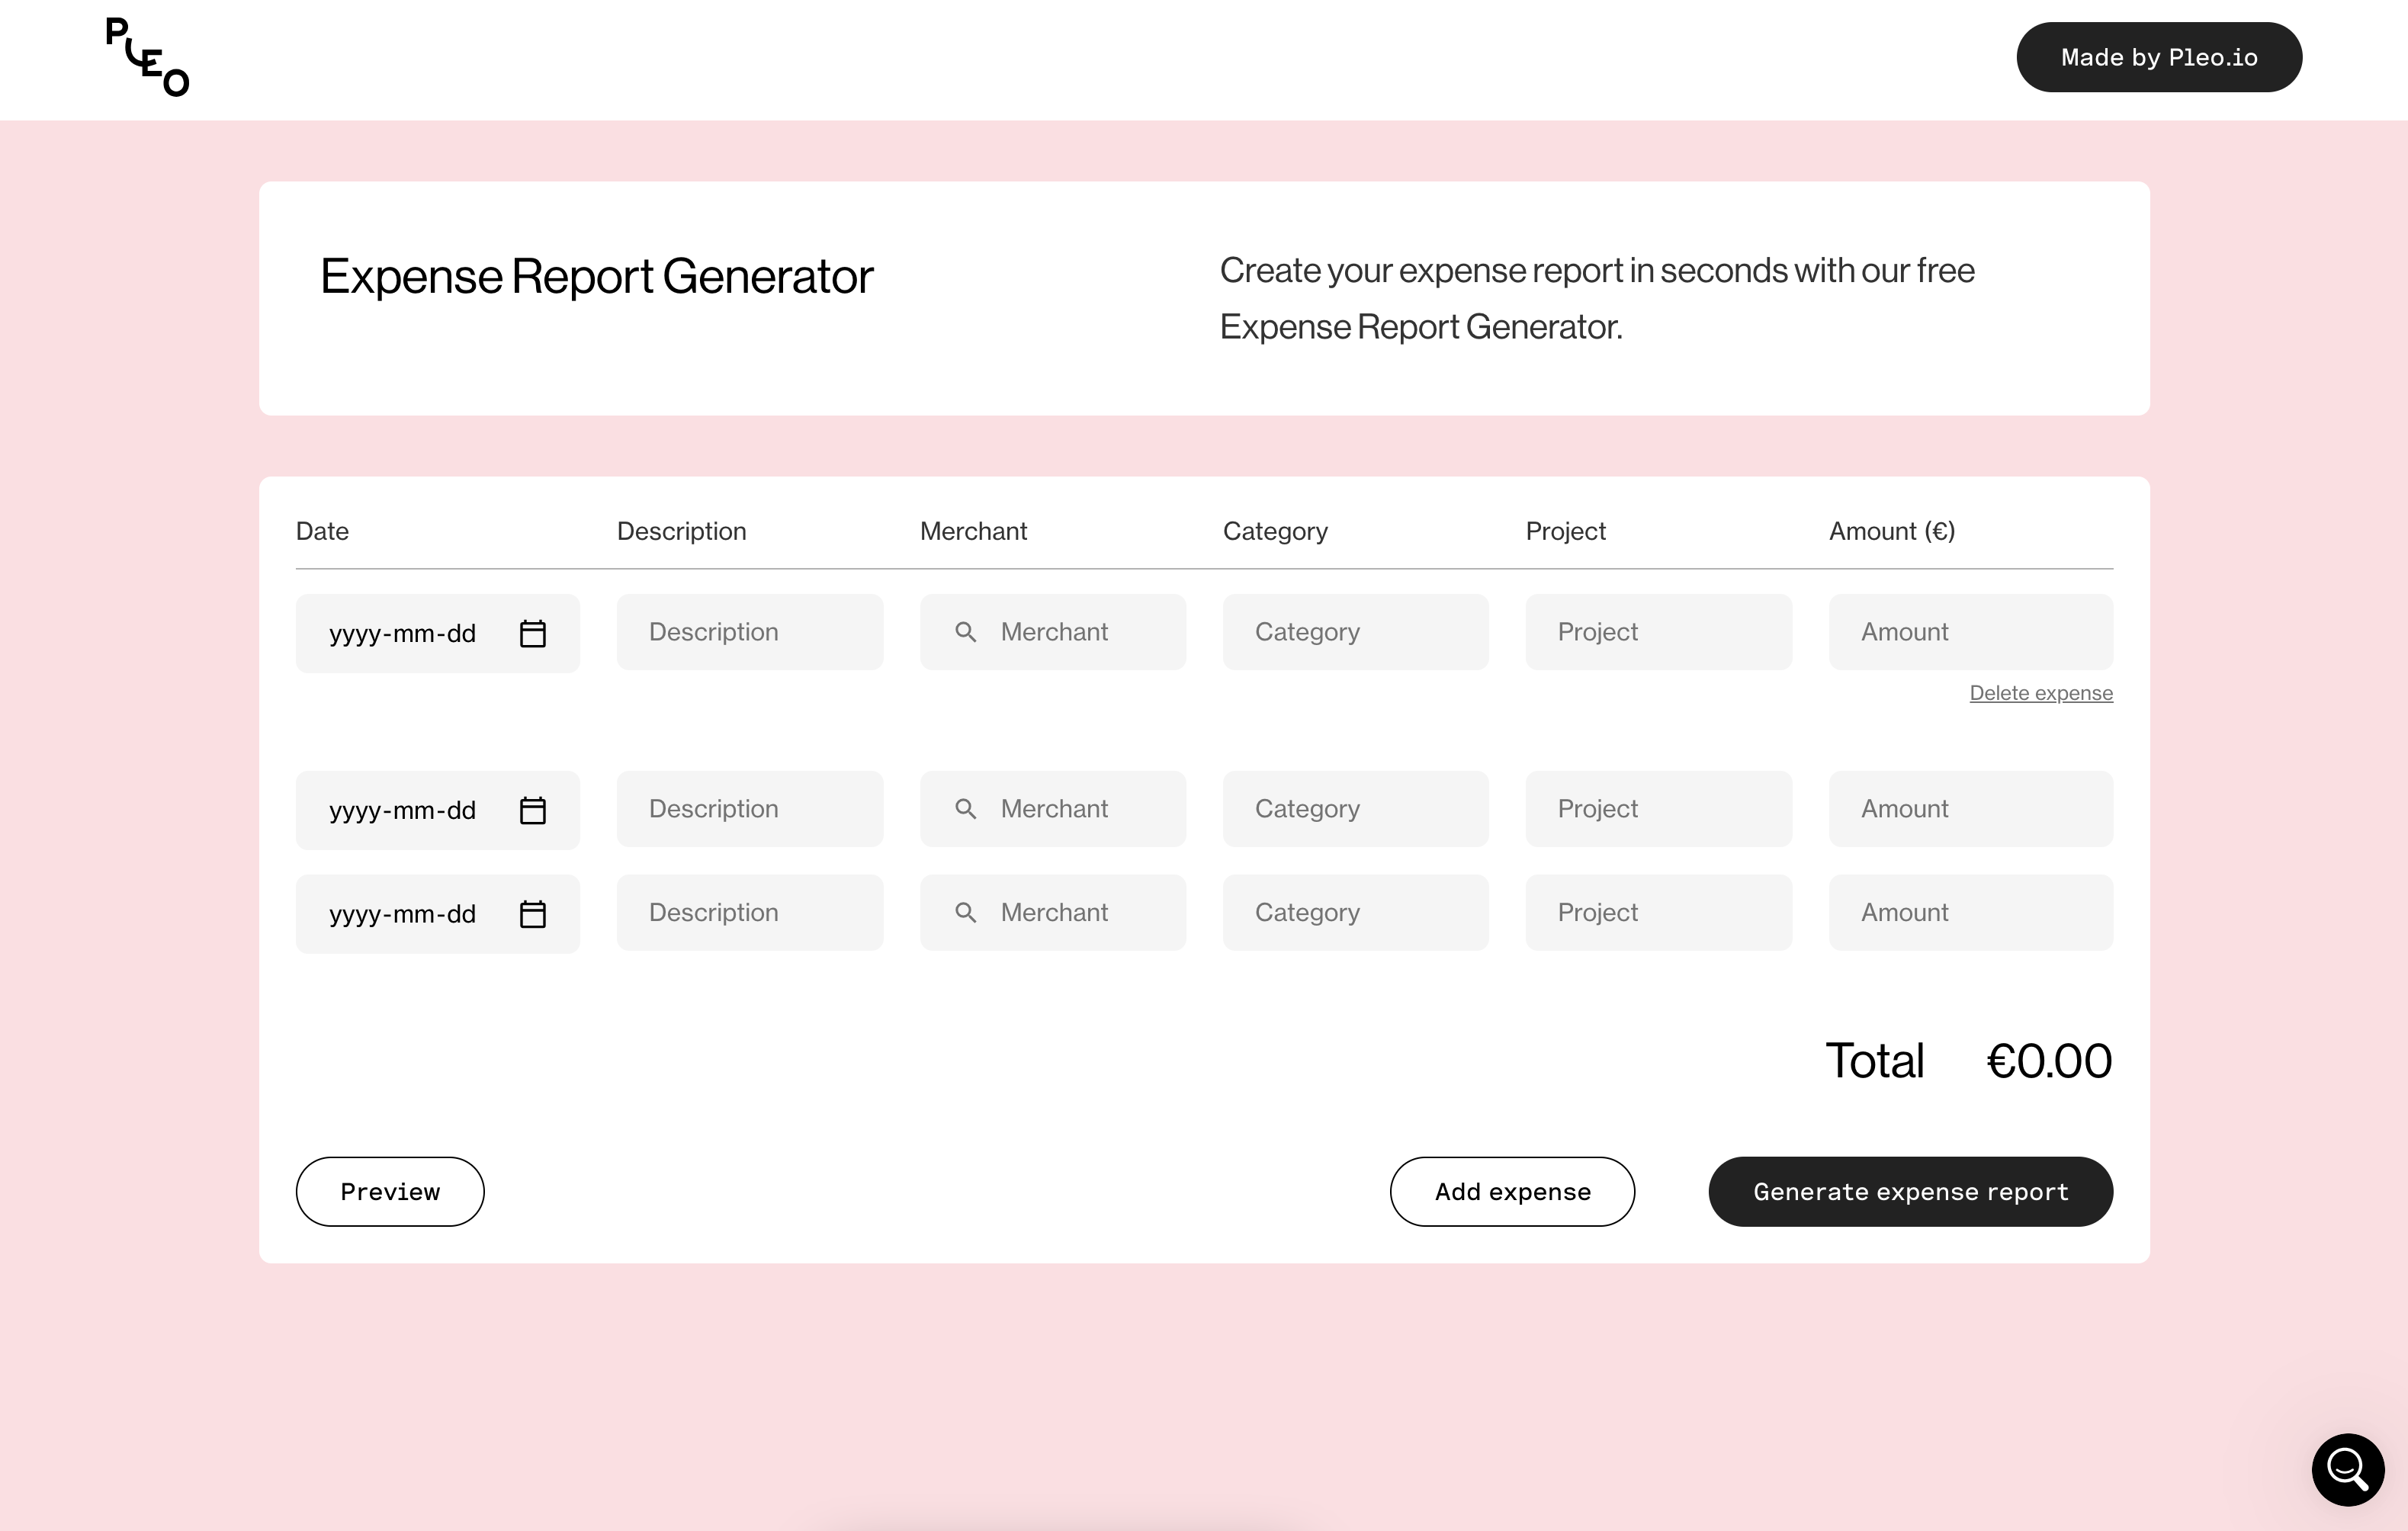 PLEO
Made by Pleo.io
Expense Report Generator
Create your expense report in seconds with our free
Expense Report Generator.
Date Description Merchant Category Project Amount (€)
yyyy-mm-dd Description Merchant Category Project Amount
Delete expense
yyyy-mm-dd Description Merchant Category Project Amount
yyyy-mm-dd Description Merchant Category Project Amount
Total €0.00
Preview Add expense Generate expense report